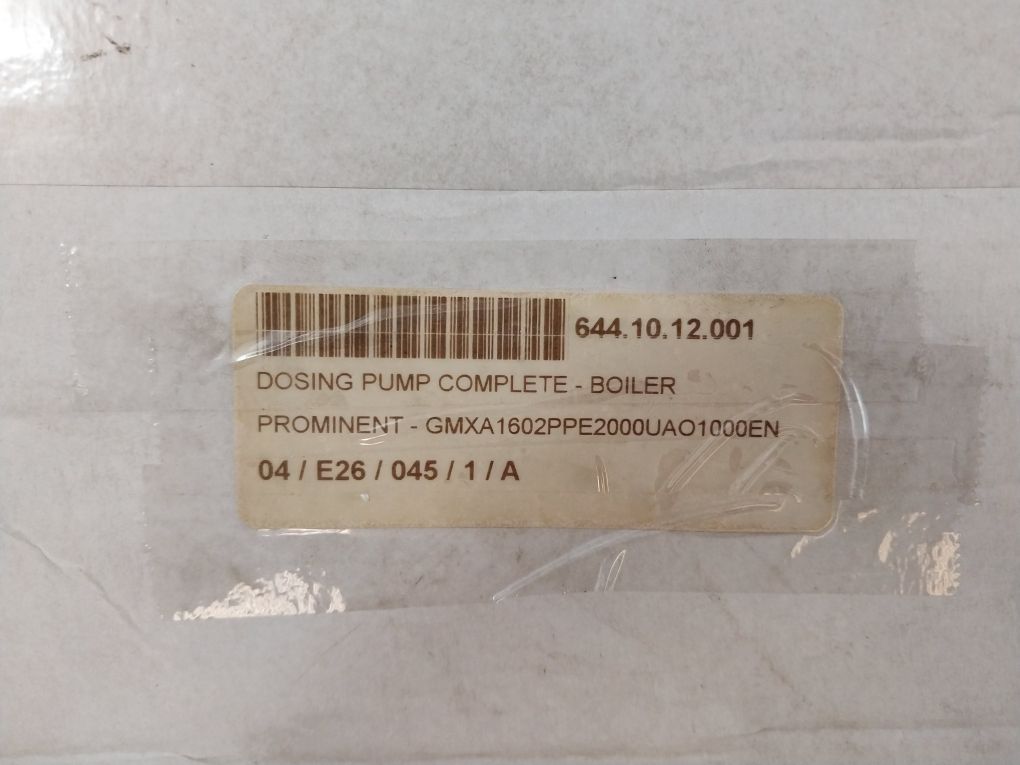 644.10.12.001
DOSING PUMP COMPLETE - BOILER
PROMINENT - GMXA1602PPE2000UAO1000EN
04 / E26 / 045 / 1 / A